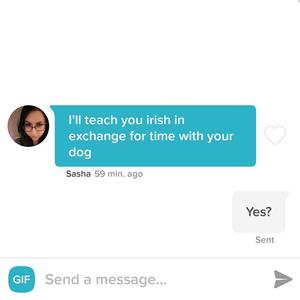 I'll teach you irish in
exchange for time with your
dog
Sasha 59 min. ago
Yes?
Sent
GIF Send a message...